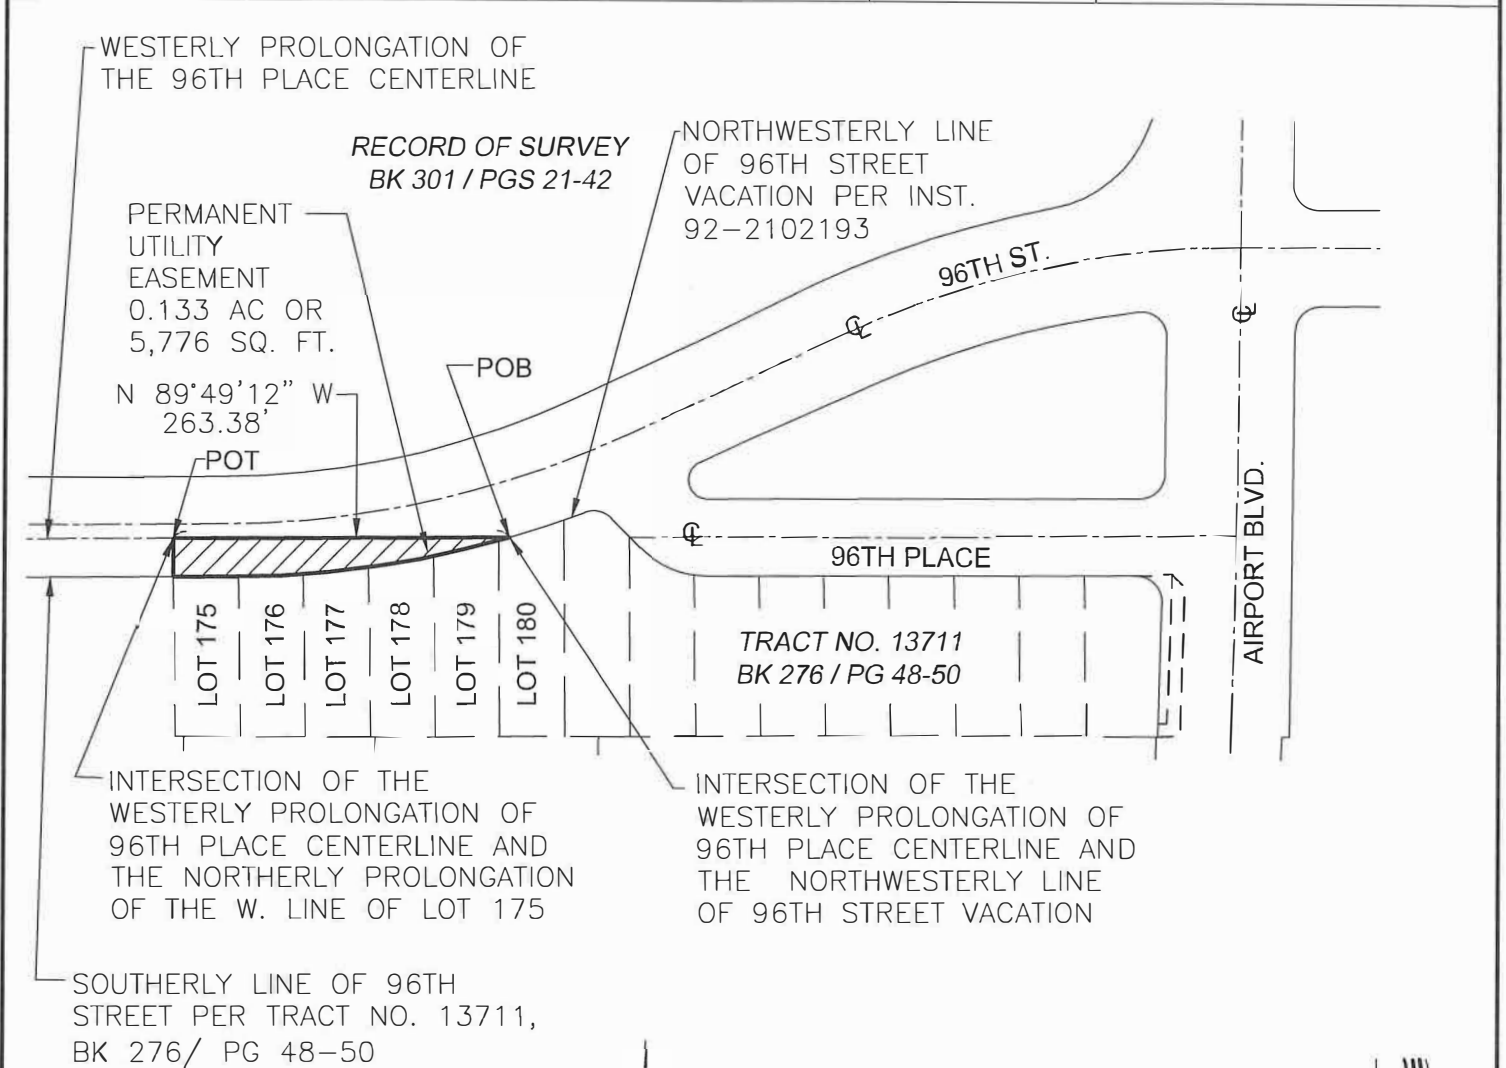 WESTERLY PROLONGATION OF
THE 96TH PLACE CENTERLINE
RECORD OF SURVEY
BK 301 / PGS 21-42
NORTHWESTERLY LINE
OF 96TH STREET
VACATION PER INST.
92-2102193
PERMANENT
UTILITY
EASEMENT
0.133 AC OR
5,776 SQ. FT.
N 89°49'12" W
263.38'
POT
POB
96TH ST.
CL
CL
CL
96TH PLACE
AIRPORT BLVD.
LOT 175
LOT 176
LOT 177
LOT 178
LOT 179
LOT 180
TRACT NO. 13711
BK 276 / PG 48-50
INTERSECTION OF THE
WESTERLY PROLONGATION OF
96TH PLACE CENTERLINE AND
THE NORTHERLY PROLONGATION
OF THE W. LINE OF LOT 175
INTERSECTION OF THE
WESTERLY PROLONGATION OF
96TH PLACE CENTERLINE AND
THE NORTHWESTERLY LINE
OF 96TH STREET VACATION
SOUTHERLY LINE OF 96TH
STREET PER TRACT NO. 13711,
BK 276/ PG 48-50